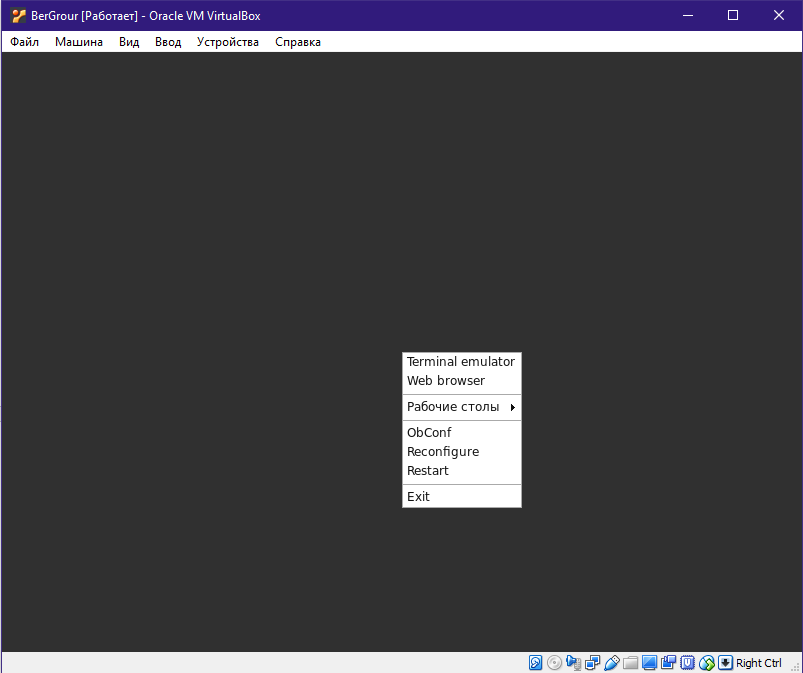 BerGrour [Работает] - Oracle VM VirtualBox
Файл Машина Вид Ввод Устройства Справка
Terminal emulator
Web browser
Рабочие столы
ObConf
Reconfigure
Restart
Exit
Right Ctrl